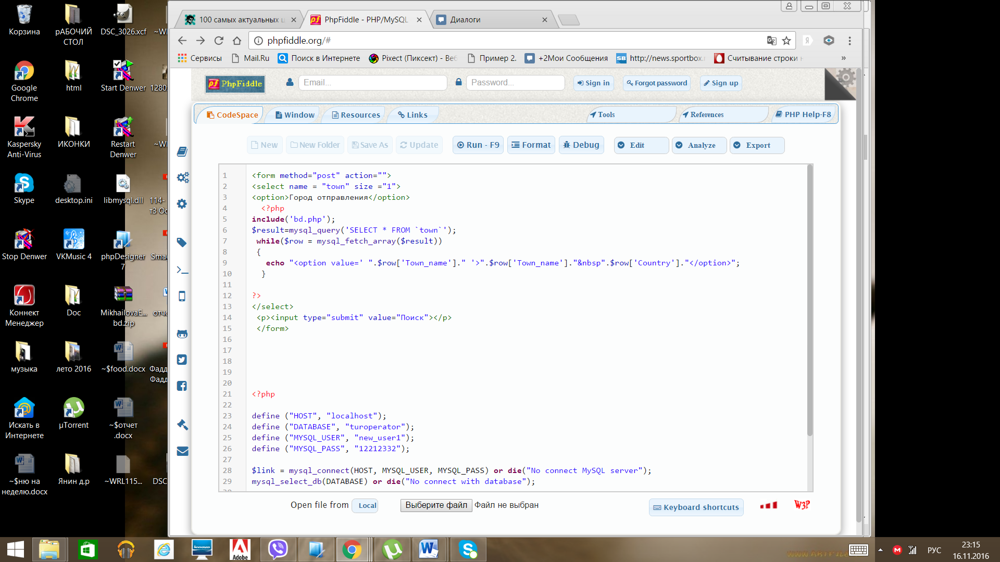 100 самых актуальных ц
PhpFiddle - PHP/MySQL
Диалоги
phpfiddle.org/#
Сервисы
Mail.Ru
Поиск в Интернете
Pixect (Пиксект) - Веб
Пример 2.
+2Мои Сообщения
http://news.sportbox.r
Считывание строки
»
PhpFiddle
Email...
Password...
Sign in
Forgot password
Sign up
CodeSpace
Window
Resources
Links
Tools
References
PHP Help-F8
New
New Folder
Save As
Update
Run - F9
Format
Debug
Edit
Analyze
Export
1 <form method="post" action="">
2 <select name = "town" size ="1">
3 <option>Город отправления</option>
4 <?php
5 include('bd.php');
6 $result=mysql_query('SELECT * FROM `town`');
7 while($row = mysql_fetch_array($result))
8 {
9 echo "<option value=' ".$row['Town_name']." '>".$row['Town_name']."&nbsp".$row['Country']."</option>";
10 }
11
12 ?>
13 </select>
14 <p><input type="submit" value="Поиск"></p>
15 </form>
16
17
18
19
20
21 <?php
22
23 define ("HOST", "localhost");
24 define ("DATABASE", "turoperator");
25 define ("MYSQL_USER", "new_user1");
26 define ("MYSQL_PASS", "12212332");
27
28 $link = mysql_connect(HOST, MYSQL_USER, MYSQL_PASS) or die("No connect MySQL server");
29 mysql_select_db(DATABASE) or die("No connect with database");
Open file from
Local
Выберите файл
Файл не выбран
Keyboard shortcuts
W3P
Корзина
рАБОЧИЙ
СТОЛ
DSC_3026.xcf
~WI
Google
Chrome
html
Start Denwer
1280
Kaspersky
Anti-Virus
ИКОНКИ
Restart
Denwer
~WI
Skype
desktop.ini
libmysql.dll
114-
т3 Ос
Stop Denwer
VKMusic 4
phpDesigner
7
Sma
Коннект
Менеджер
Doc
MikhailovaE...
bd.zip
отче
музыка
лето 2016
~$food.docx
Фадд
Фадд
Искать в
Интернете
µTorrent
~$отчет
.docx
~$ню на
неделю.docx
Янин д.р
~WRL115...
DSC
lenovo
Adobe
РУС
23:15
16.11.2016